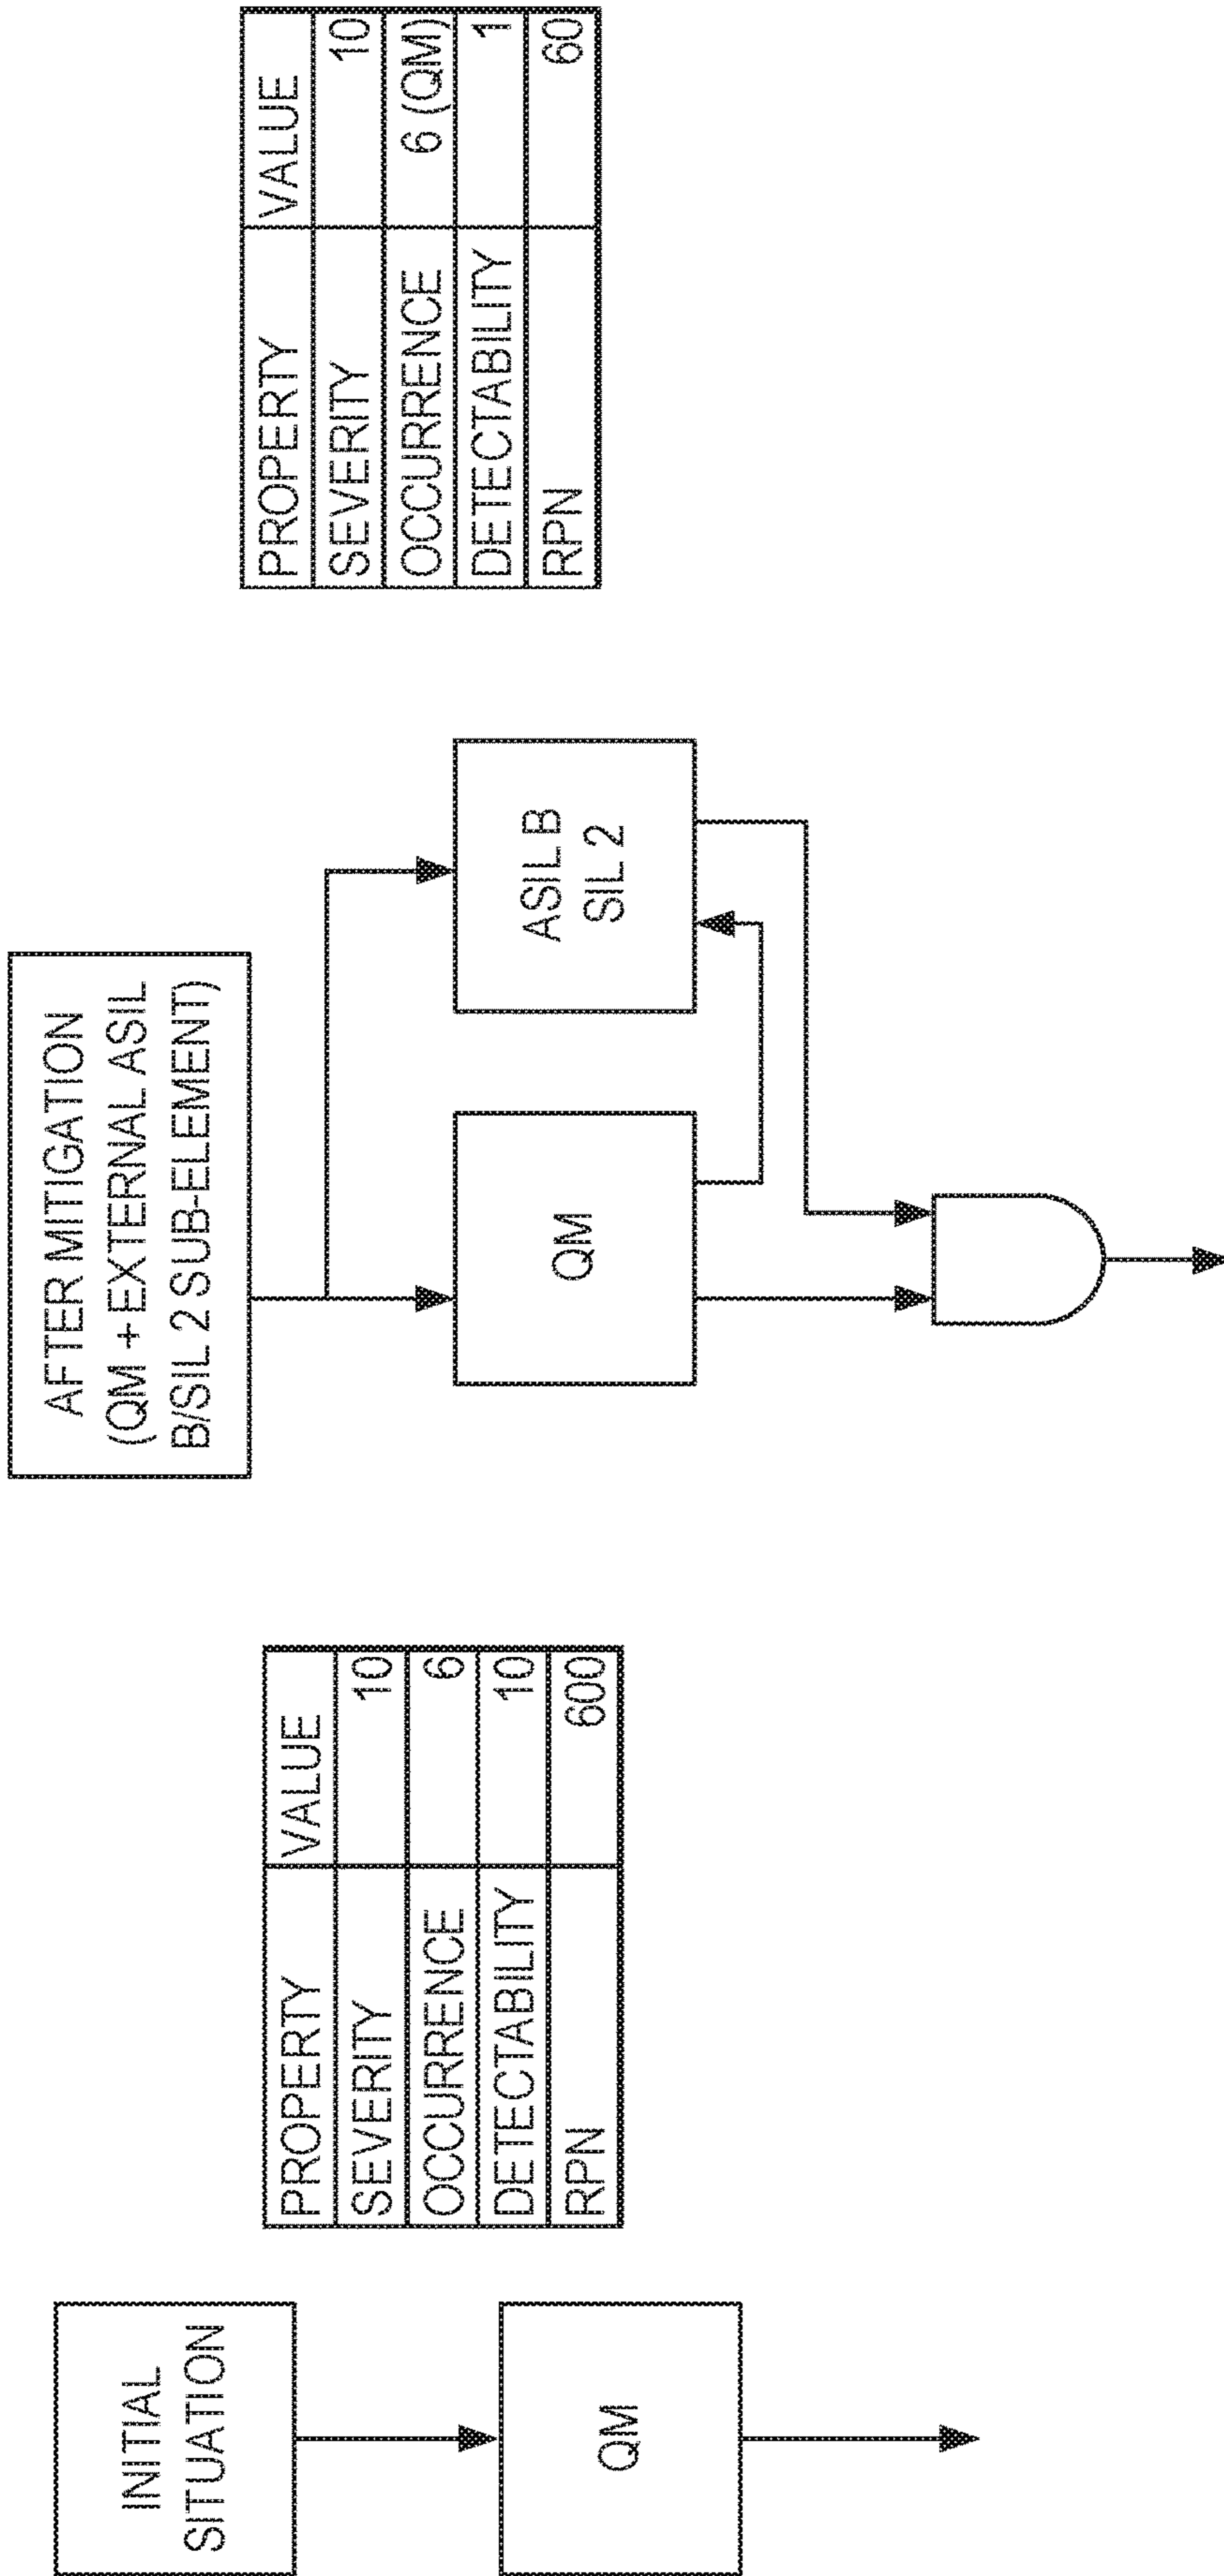 INITIAL
SITUATION
QM
PROPERTY VALUE
SEVERITY 10
OCCURRENCE 6
DETECTABILITY 10
RPN 600
AFTER MITIGATION
(QM + EXTERNAL ASIL
B/SIL 2 SUB-ELEMENT)
QM
ASIL B
SIL 2
PROPERTY VALUE
SEVERITY 10
OCCURRENCE 6 (QM)
DETECTABILITY 1
RPN 60